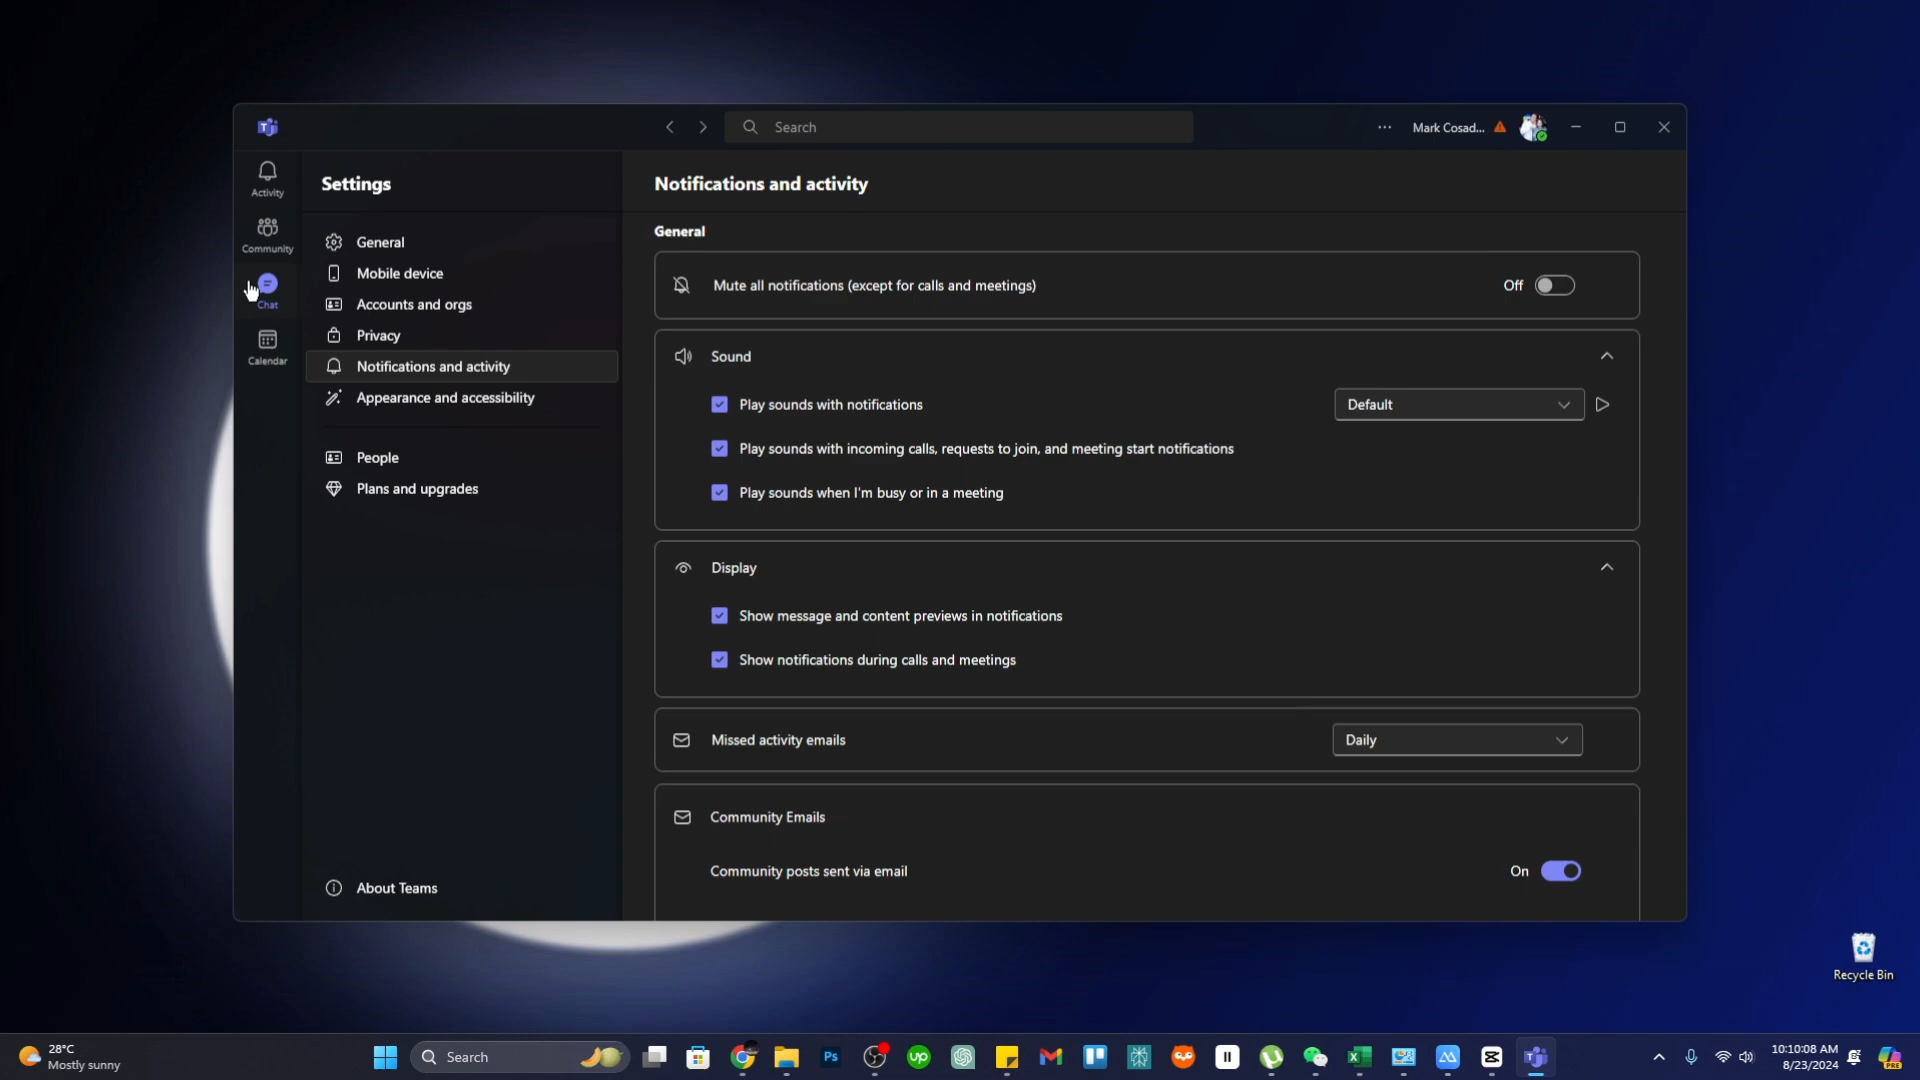 Search
Mark Cosad...
Activity
Community
Chat
Calendar
Settings
General
Mobile device
Accounts and orgs
Privacy
Notifications and activity
Appearance and accessibility
People
Plans and upgrades
About Teams
Notifications and activity
General
Mute all notifications (except for calls and meetings)
Off
Sound
Play sounds with notifications
Default
Play sounds with incoming calls, requests to join, and meeting start notifications
Play sounds when I'm busy or in a meeting
Display
Show message and content previews in notifications
Show notifications during calls and meetings
Missed activity emails
Daily
Community Emails
Community posts sent via email
On
Recycle Bin
28°C
Mostly sunny
Search
Ps
up
10:10:08 AM
8/23/2024
PRE